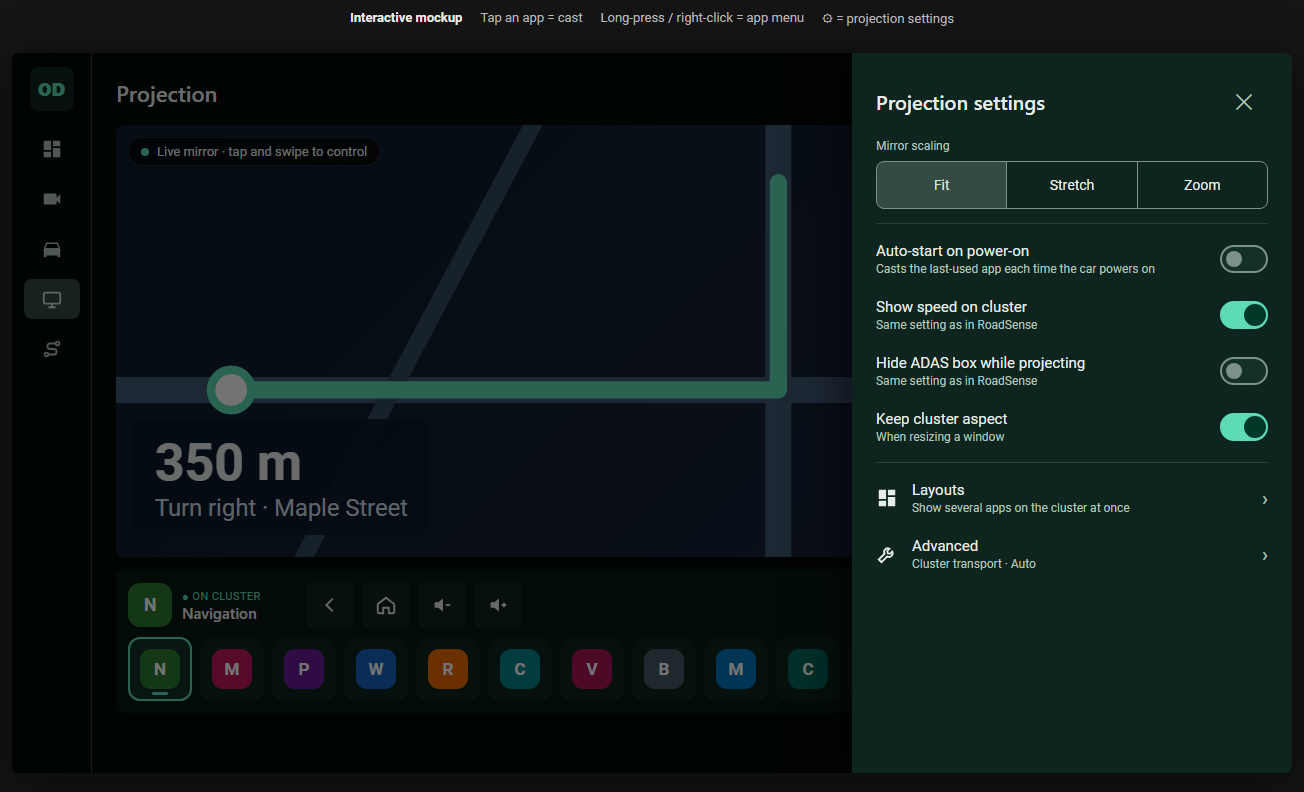 Interactive mockup Tap an app = cast Long-press / right-click = app menu ⚙ = projection settings
OD
Projection
Live mirror · tap and swipe to control
350 m
Turn right · Maple Street
N
● ON CLUSTER
Navigation
N M P W R C V B M C
Projection settings
Mirror scaling
Fit Stretch Zoom
Auto-start on power-on
Casts the last-used app each time the car powers on
Show speed on cluster
Same setting as in RoadSense
Hide ADAS box while projecting
Same setting as in RoadSense
Keep cluster aspect
When resizing a window
Layouts
Show several apps on the cluster at once
Advanced
Cluster transport · Auto